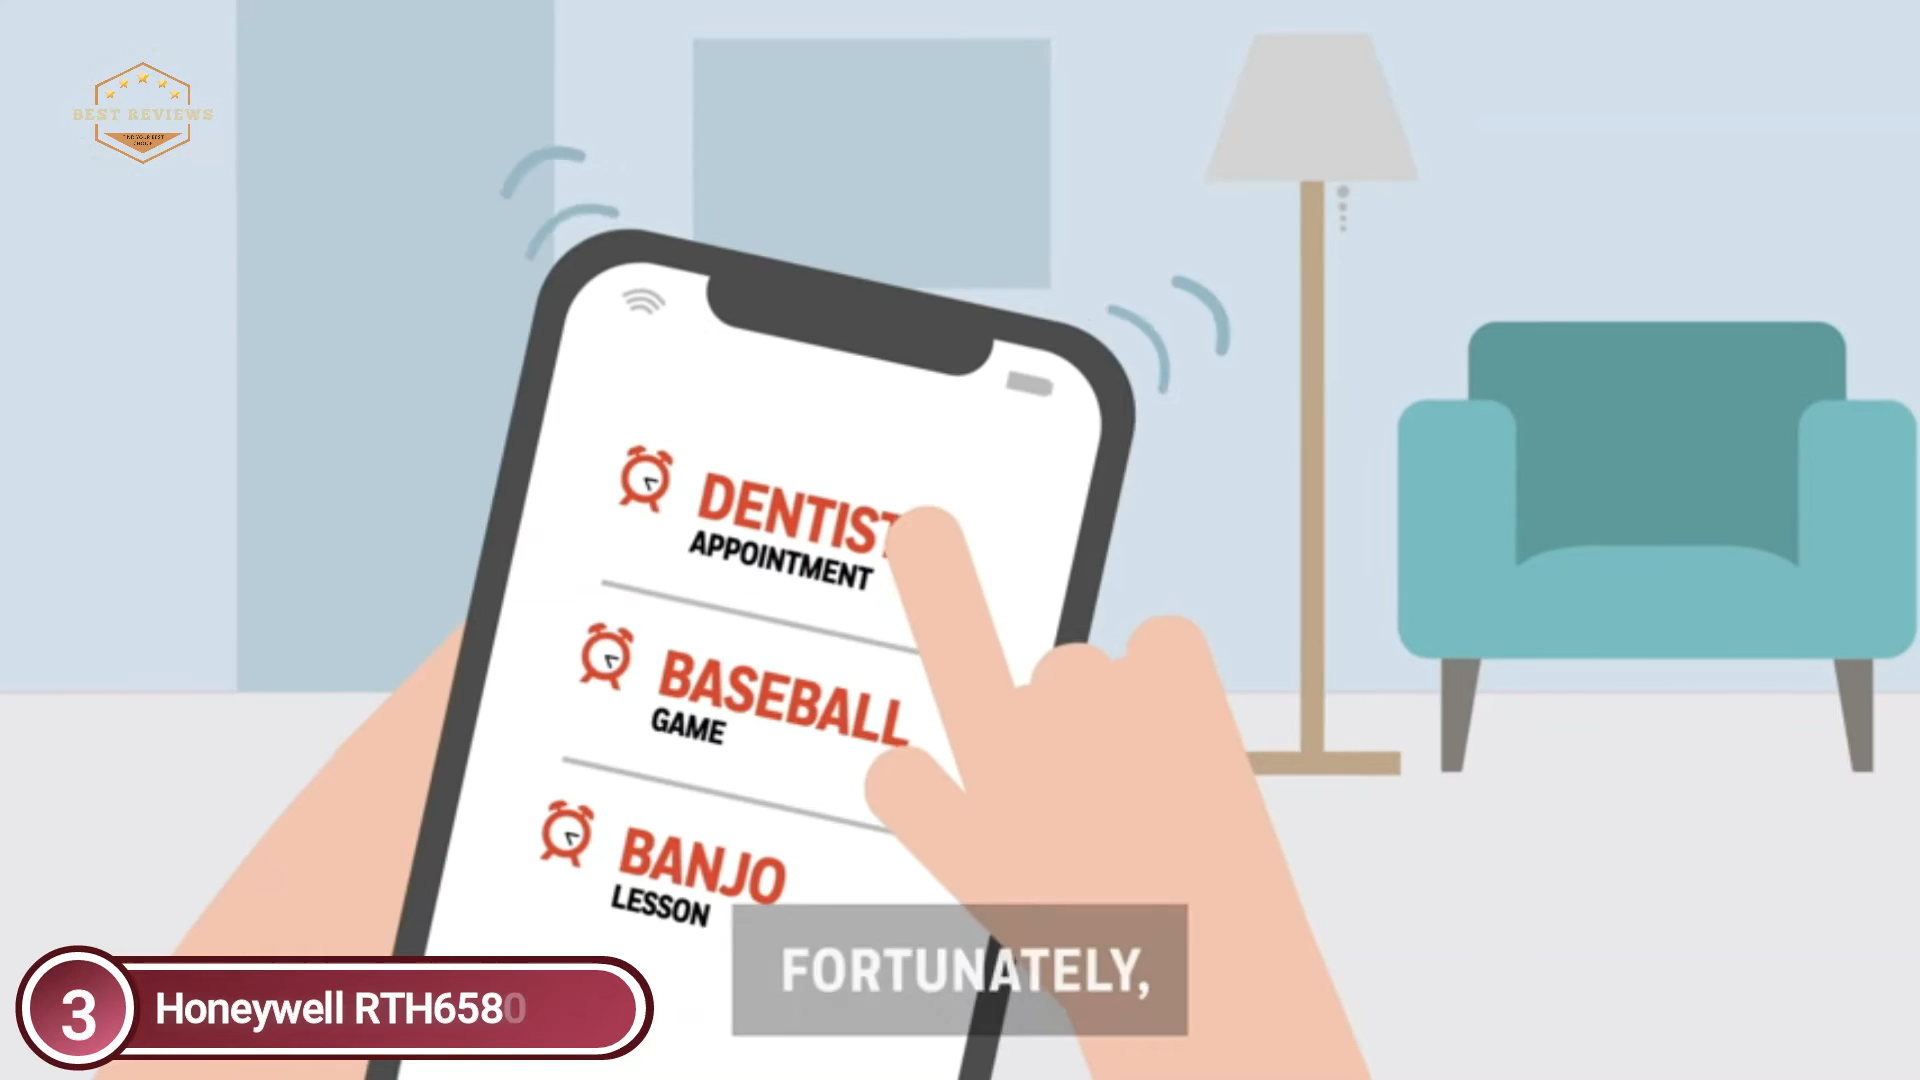 BEST REVIEWS
DENTIST
APPOINTMENT
BASEBALL
GAME
BANJO
LESSON
FORTUNATELY,
3
Honeywell RTH6580